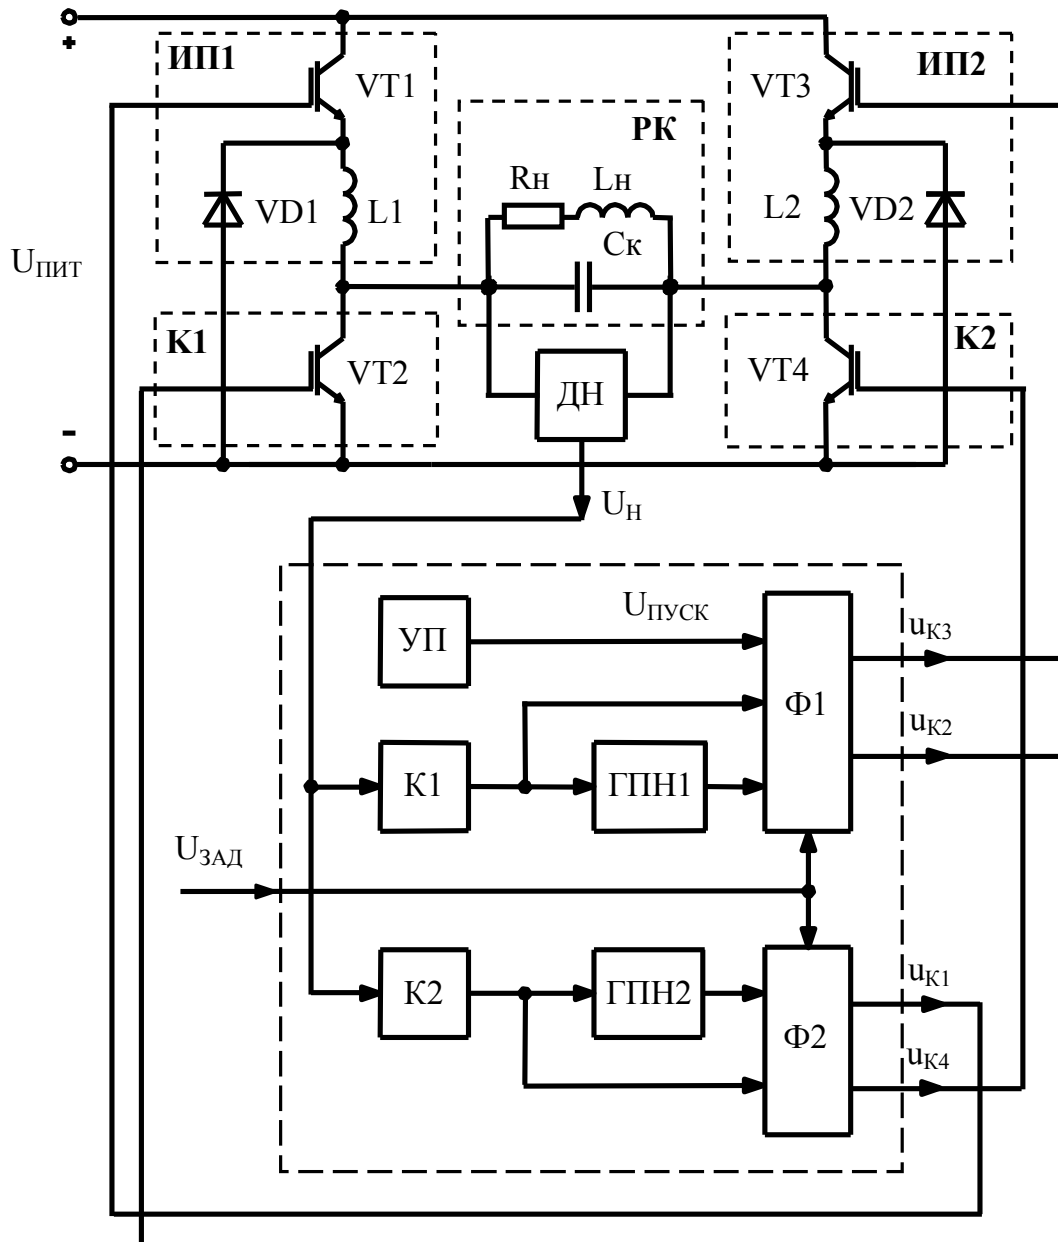 +
ИП1
VT1
VT3
ИП2
РК
Rн
Lн
VD1
L1
L2
VD2
Cк
UПИТ
К1
VT2
VT4
К2
ДН
-
UН
УП
UПУСК
Ф1
uК3
uК2
К1
ГПН1
UЗАД
К2
ГПН2
Ф2
uК1
uК4